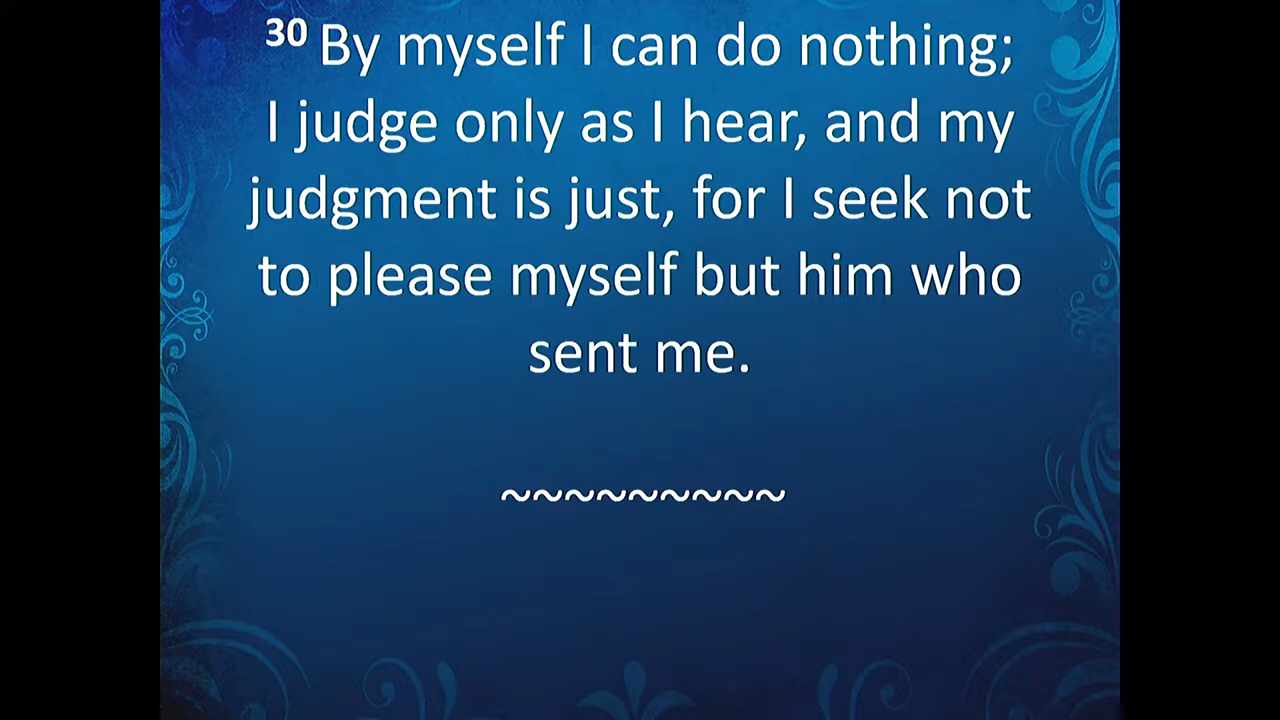 30 By myself I can do nothing;
I judge only as I hear, and my
judgment is just, for I seek not
to please myself but him who
sent me.
~~~~~~~~~